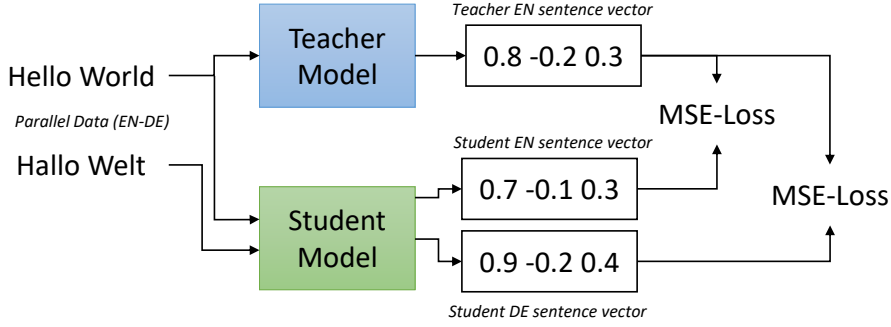 Teacher EN sentence vector
Teacher
Model
0.8 -0.2 0.3
Hello World
Parallel Data (EN-DE)
Hallo Welt
MSE-Loss
Student EN sentence vector
0.7 -0.1 0.3
Student
Model
MSE-Loss
0.9 -0.2 0.4
Student DE sentence vector